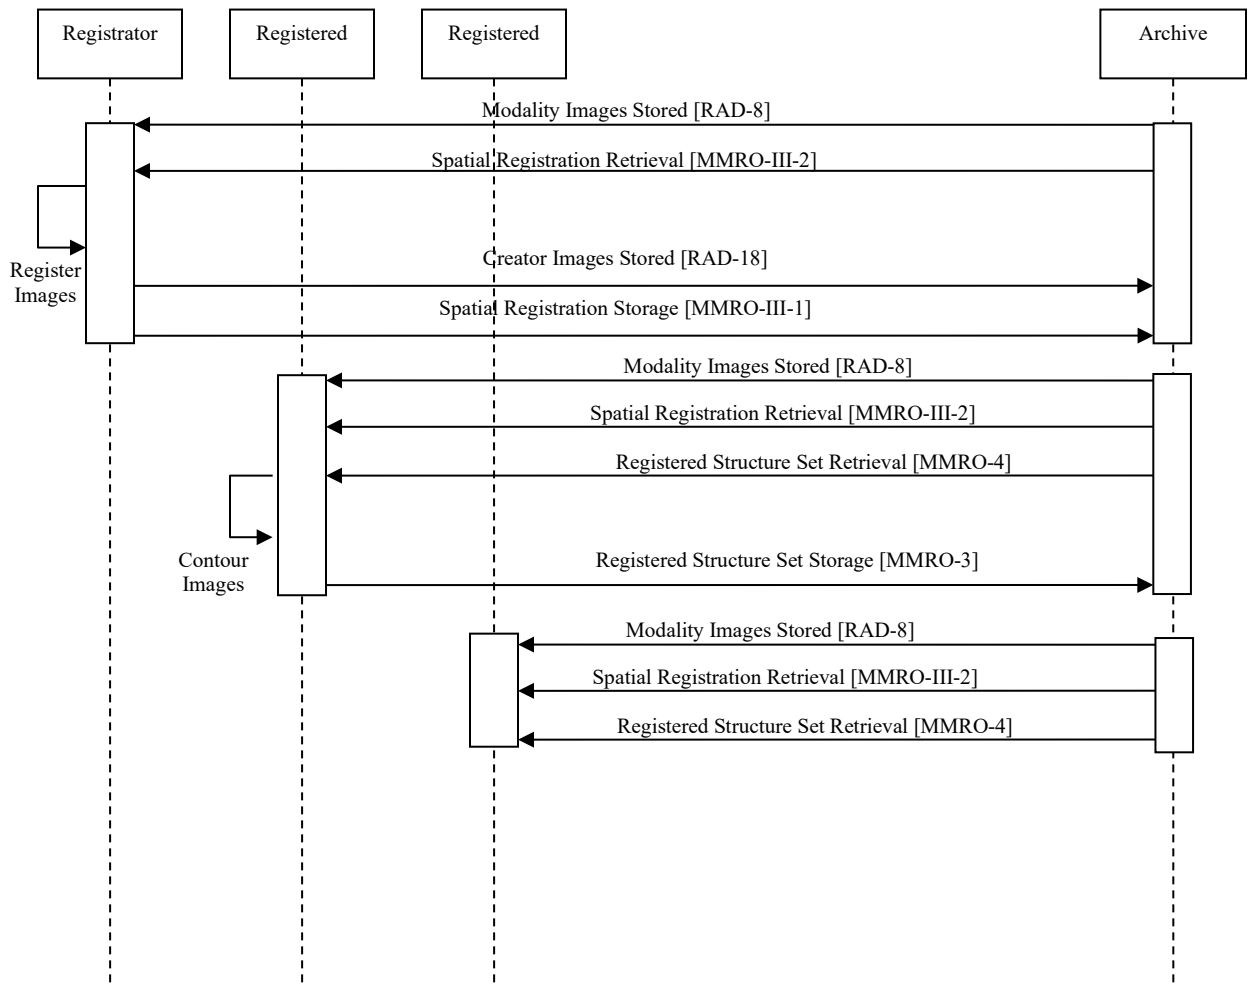 Registrator
Registered
Registered
Archive
Modality Images Stored [RAD-8]
Spatial Registration Retrieval [MMRO-III-2]
Register
Images
Creator Images Stored [RAD-18]
Spatial Registration Storage [MMRO-III-1]
Modality Images Stored [RAD-8]
Spatial Registration Retrieval [MMRO-III-2]
Registered Structure Set Retrieval [MMRO-4]
Contour
Images
Registered Structure Set Storage [MMRO-3]
Modality Images Stored [RAD-8]
Spatial Registration Retrieval [MMRO-III-2]
Registered Structure Set Retrieval [MMRO-4]